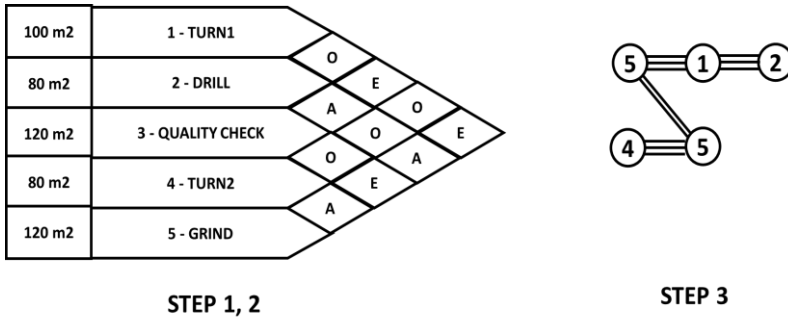 100 m2 1 - TURN1
O
80 m2 2 - DRILL E
A O
120 m2 3 - QUALITY CHECK O E
O A
80 m2 4 - TURN2 E
A
120 m2 5 - GRIND
STEP 1, 2
5 1 2
4 5
STEP 3